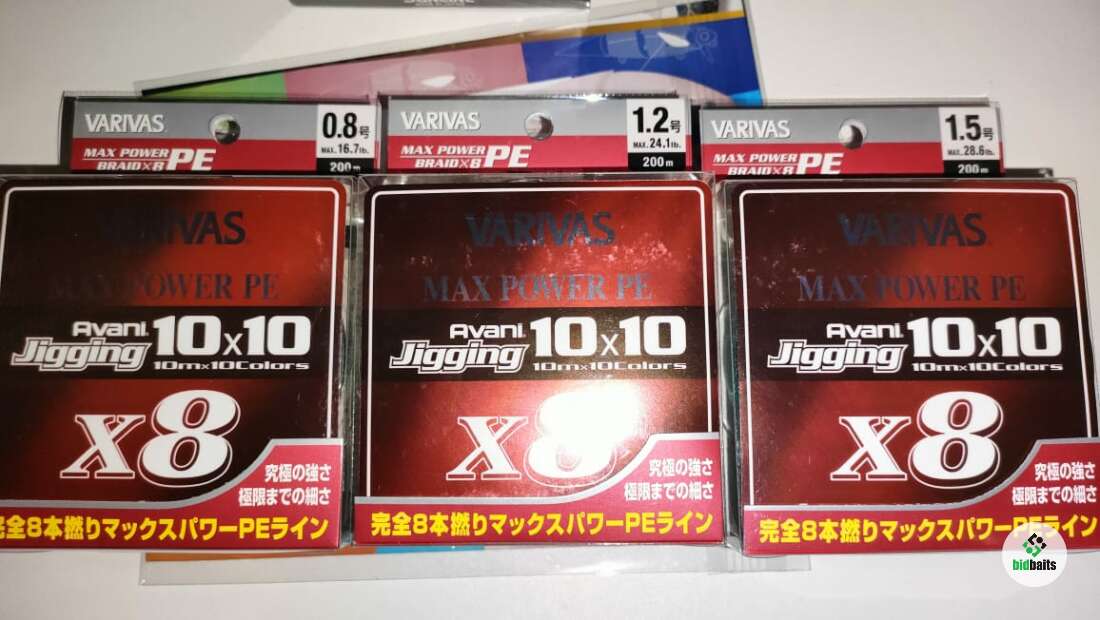 VARIVAS
MAX POWER
BRAID×8 PE
0.8号
MAX.16.7lb.
200m
VARIVAS
MAX POWER
BRAID×8 PE
1.2号
MAX.24.1lb.
200m
VARIVAS
MAX POWER
BRAID×8 PE
1.5号
MAX.28.6lb.
200m
VARIVAS
MAX POWER PE
Avani
Jigging 10x10
10m×10Colors
x8
究極の強さ
極限までの細さ
完全8本撚りマックスパワーPEライン
VARIVAS
MAX POWER PE
Avani
Jigging 10x10
10m×10Colors
x8
究極の強さ
極限までの細さ
完全8本撚りマックスパワーPEライン
VARIVAS
MAX POWER PE
Avani
Jigging 10x10
10m×10Colors
x8
究極の強さ
極限までの細さ
完全8本撚りマックスパワーPEライン
bidbaits